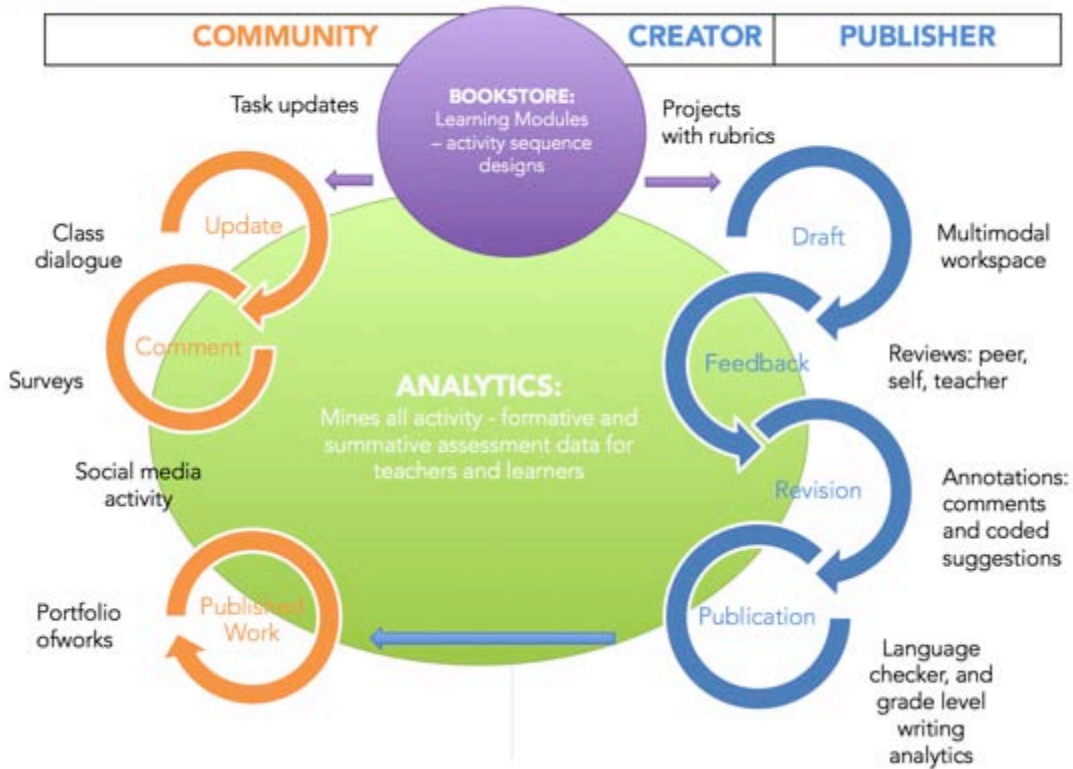 COMMUNITY
CREATOR
PUBLISHER
BOOKSTORE:
Learning Modules
– activity sequence
designs
Task updates
Projects
with rubrics
Update
Class
dialogue
Comment
Surveys
Social media
activity
Published
Work
Portfolio
ofworks
ANALYTICS:
Mines all activity - formative and
summative assessment data for
teachers and learners
Draft
Multimodal
workspace
Feedback
Reviews: peer,
self, teacher
Revision
Annotations:
comments
and coded
suggestions
Publication
Language
checker, and
grade level
writing
analytics